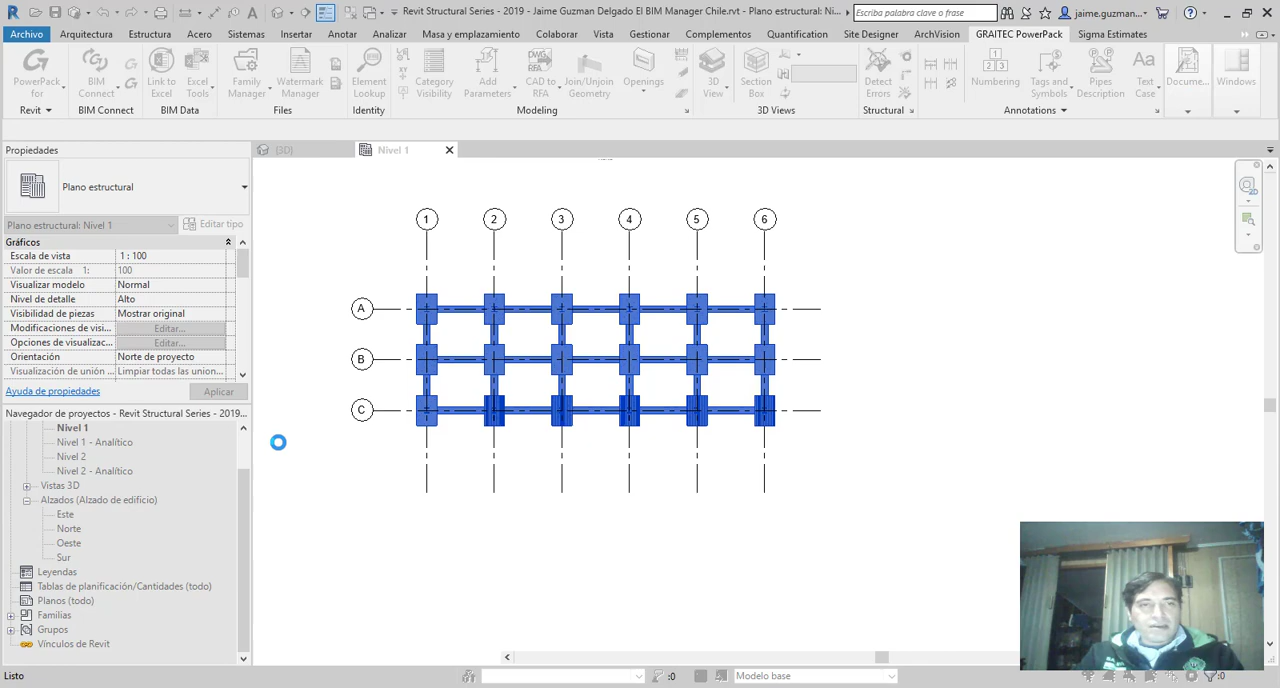 Revit Structural Series - 2019 - Jaime Guzman Delgado El BIM Manager Chile.rvt - Plano estructural: Ni...
Escriba palabra clave o frase
jaime.guzman...
Archivo
Arquitectura
Estructura
Acero
Sistemas
Insertar
Anotar
Analizar
Masa y emplazamiento
Colaborar
Vista
Gestionar
Complementos
Quantification
Site Designer
ArchVision
GRAITEC PowerPack
Sigma Estimates
PowerPack for
BIM Connect
Link to Excel
Excel Tools
Family Manager
Watermark Manager
Element Lookup
Category Visibility
Parameters
CAD to RFA
Join/Unjoin Geometry
Openings
3D View
Section Box
Detect Errors
Numbering
Tags and Symbols
Pipes Description
Text Case
Docume...
Windows
Revit
BIM Connect
BIM Data
Files
Identity
Modeling
3D Views
Structural
Annotations
Propiedades
(3D)
Nivel 1
Plano estructural
Plano estructural: Nivel 1
Editar tipo
Gráficos
Escala de vista 1 : 100
Valor de escala 1: 100
Visualizar modelo Normal
Nivel de detalle Alto
Visibilidad de piezas Mostrar original
Modificaciones de visi... Editar...
Opciones de visualizac... Editar...
Orientación Norte de proyecto
Visualización de unión Limpiar todas las union...
Ayuda de propiedades
Aplicar
Navegador de proyectos - Revit Structural Series - 2019...
Nivel 1
Nivel 1 - Analítico
Nivel 2
Nivel 2 - Analítico
Vistas 3D
Alzados (Alzado de edificio)
Este
Norte
Oeste
Sur
Leyendas
Tablas de planificación/Cantidades (todo)
Planos (todo)
Familias
Grupos
Vínculos de Revit
1 2 3 4 5 6
A
B
C
Listo
:0
Modelo base
:0